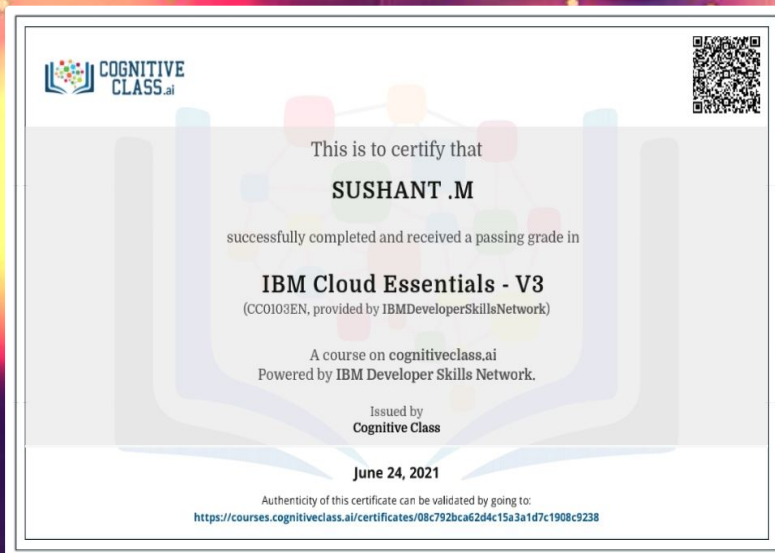 COGNITIVE
CLASS.ai
This is to certify that
SUSHANT .M
successfully completed and received a passing grade in
IBM Cloud Essentials - V3
(CC0103EN, provided by IBMDeveloperSkillsNetwork)
A course on cognitiveclass.ai
Powered by IBM Developer Skills Network.
Issued by
Cognitive Class
June 24, 2021
Authenticity of this certificate can be validated by going to:
https://courses.cognitiveclass.ai/certificates/08c792bca62d4c15a3a1d7c1908c9238